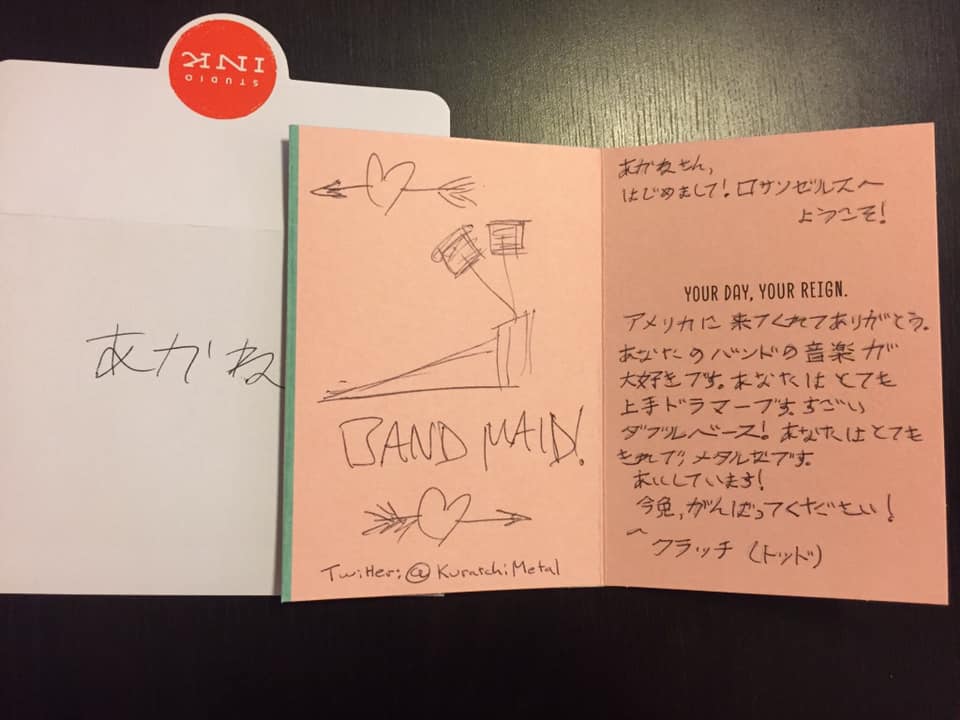 STUDIO
INK
あかね
BAND MAID!
Twitter: @KuratchiMetal
あかねさん、
はじめまして！ロサンゼルスへ
ようこそ！
YOUR DAY, YOUR REIGN.
アメリカに来てくれてありがとう。
あなたのバンドの音楽が
大好きです。あなたはとても
上手ドラマーです。すごい
ダブルベース！あなたはとても
きれいで、メタル女です。
あいしています！
今晩、がんばってください！
クラッチ（トッド）